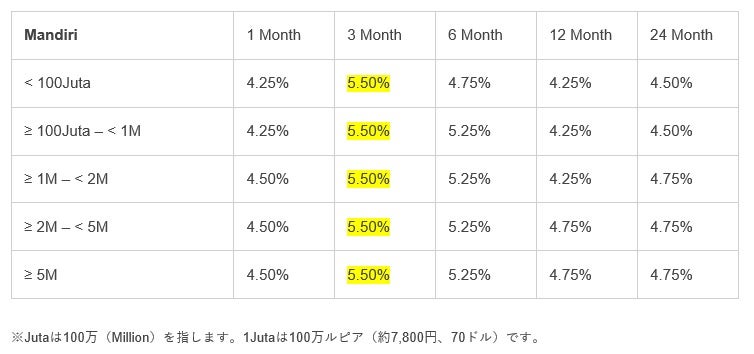 Mandiri 1 Month 3 Month 6 Month 12 Month 24 Month
< 100Juta 4.25% 5.50% 4.75% 4.25% 4.50%
≥ 100Juta – < 1M 4.25% 5.50% 5.25% 4.25% 4.50%
≥ 1M – < 2M 4.50% 5.50% 5.25% 4.25% 4.75%
≥ 2M – < 5M 4.50% 5.50% 5.25% 4.75% 4.75%
≥ 5M 4.50% 5.50% 5.25% 4.75% 4.75%
※Jutaは100万（Million）を指します。1Jutaは100万ルピア（約7,800円、70ドル）です。